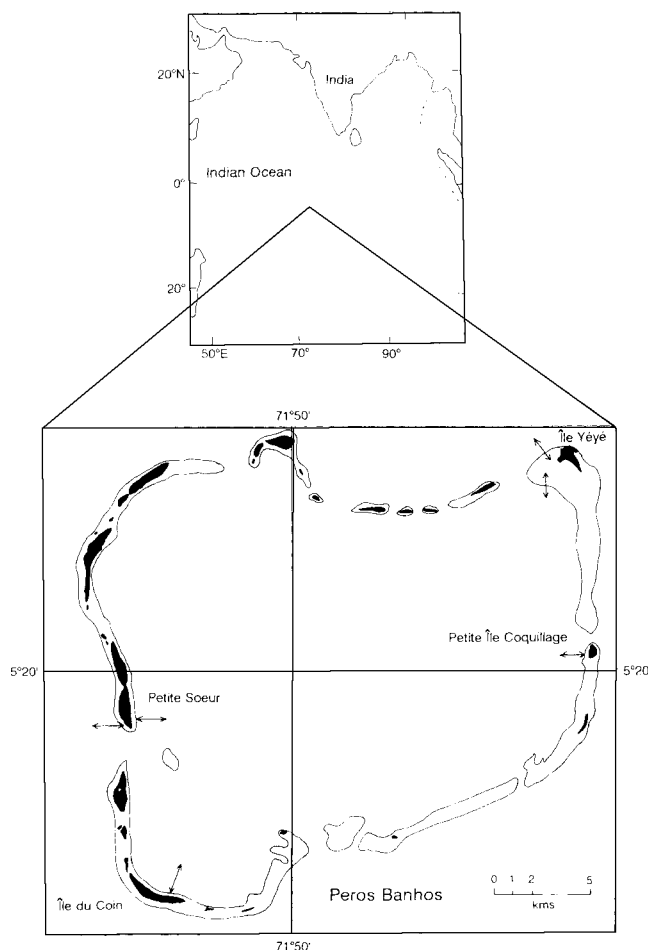 20°N
India
Indian Ocean
0°
20°
50°E 70° 90°
71°50'
Île Yéyé
Petite Île Coquillage
5°20 5°20
Petite Soeur
Île du Coin
Peros Banhos
0 1 2 5
kms
71°50'